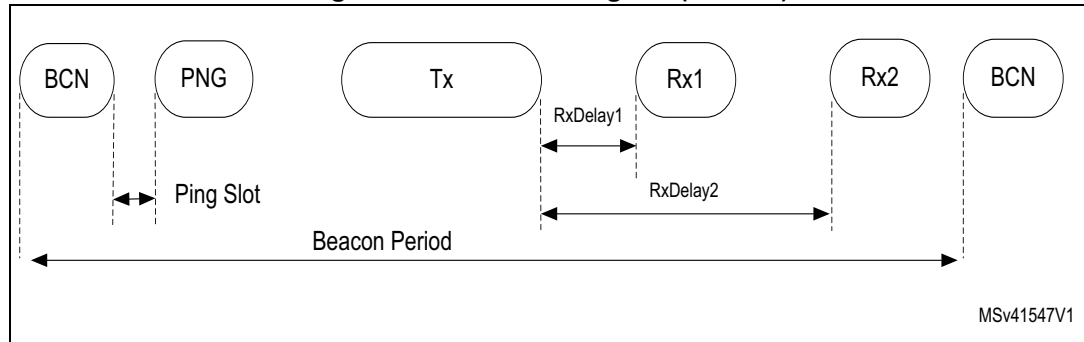 BCN PNG Tx Rx1 Rx2 BCN
RxDelay1
Ping Slot
RxDelay2
Beacon Period
MSv41547V1